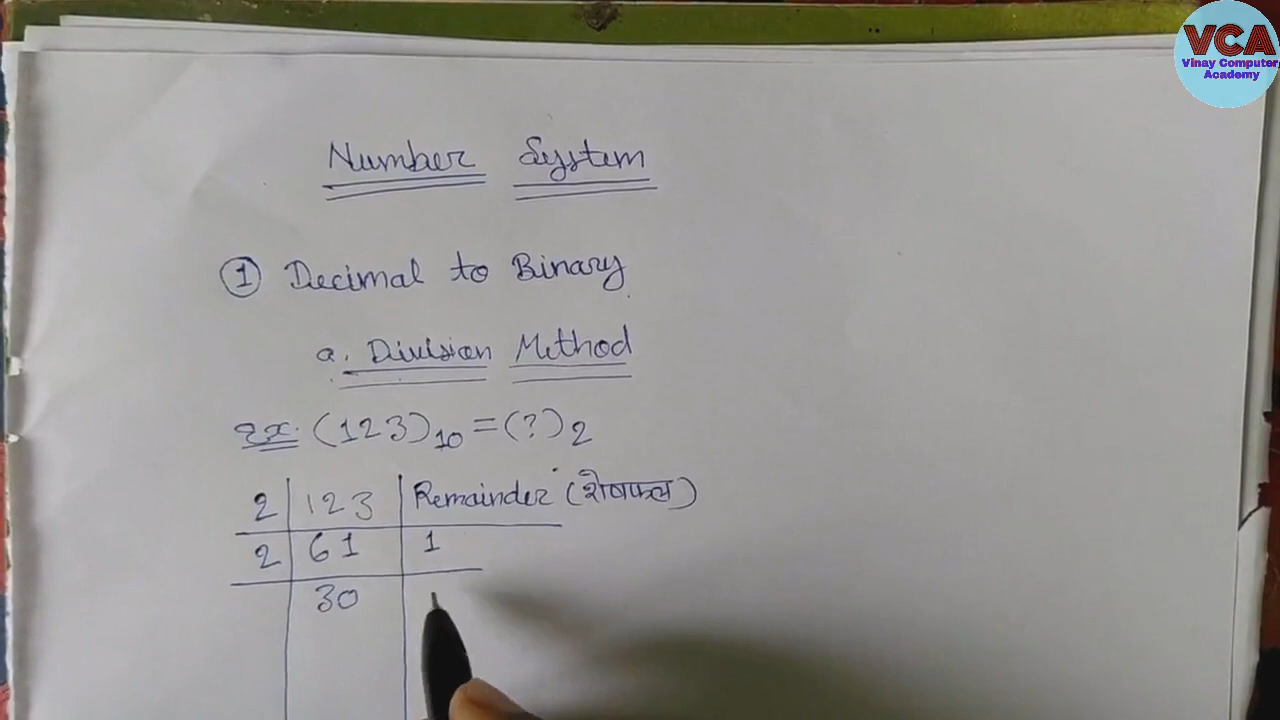 VCA
Vinay Computer
Academy
Number System
1 Decimal to Binary
a. Division Method
Ex. (123)10 = (?)2
2 | 123 | Remainder (शेषफल)
2 | 61 | 1
30